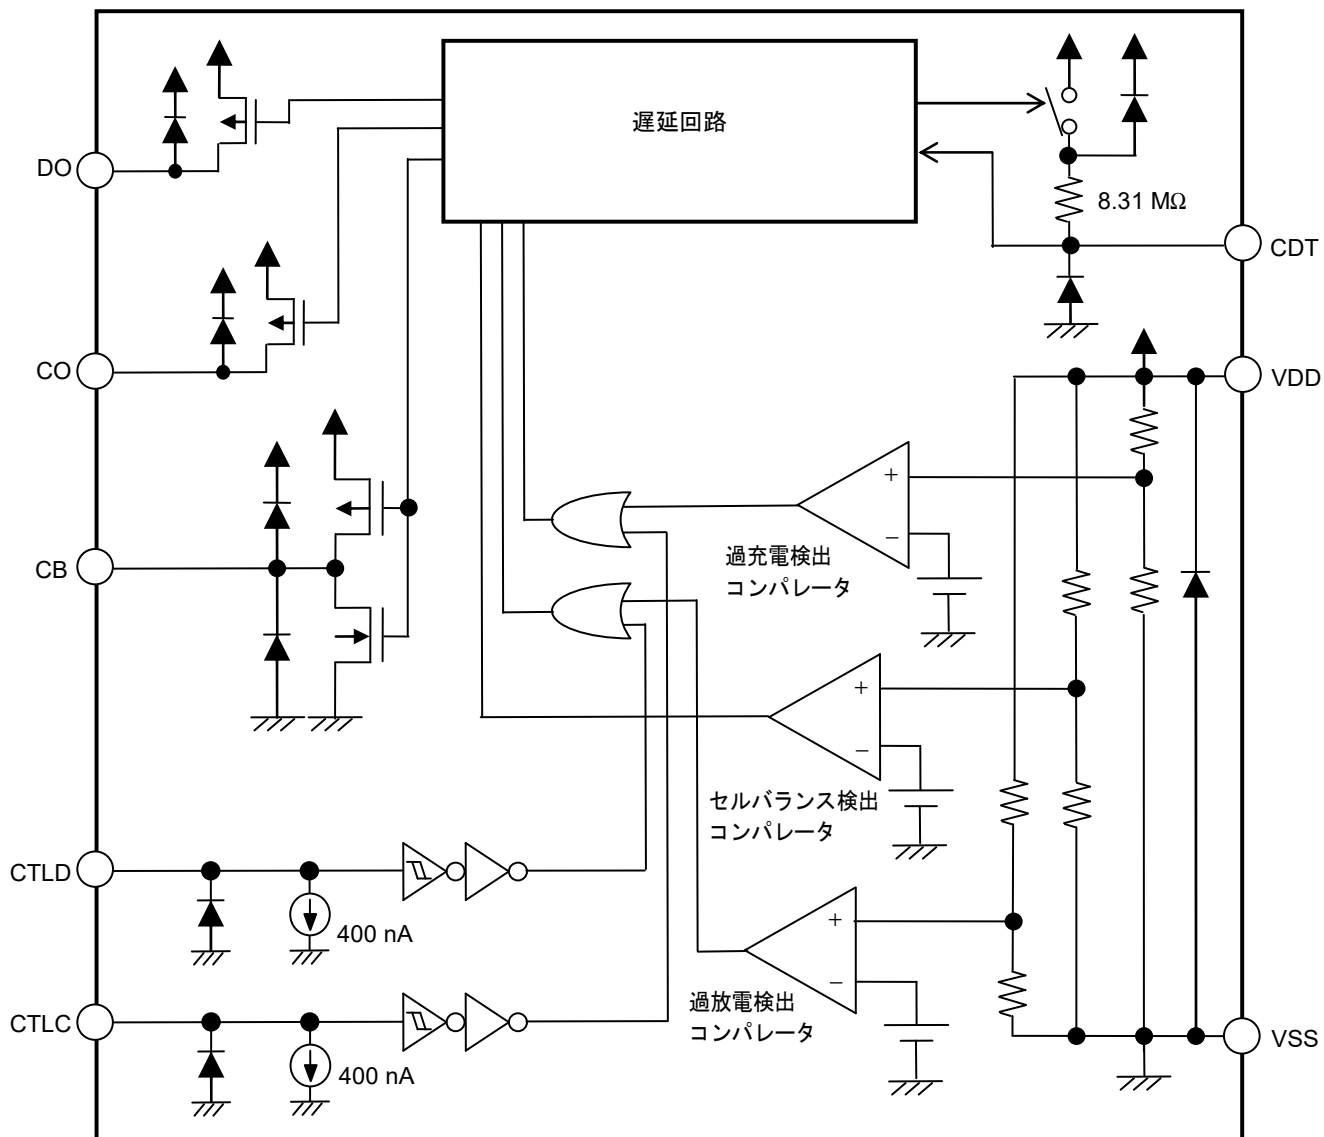 遅延回路
DO
8.31 MΩ
CDT
CO
VDD
+
−
過充電検出
コンパレータ
CB
+
−
セルバランス検出
コンパレータ
CTLD
400 nA
+
−
過放電検出
コンパレータ
CTLC
400 nA
VSS